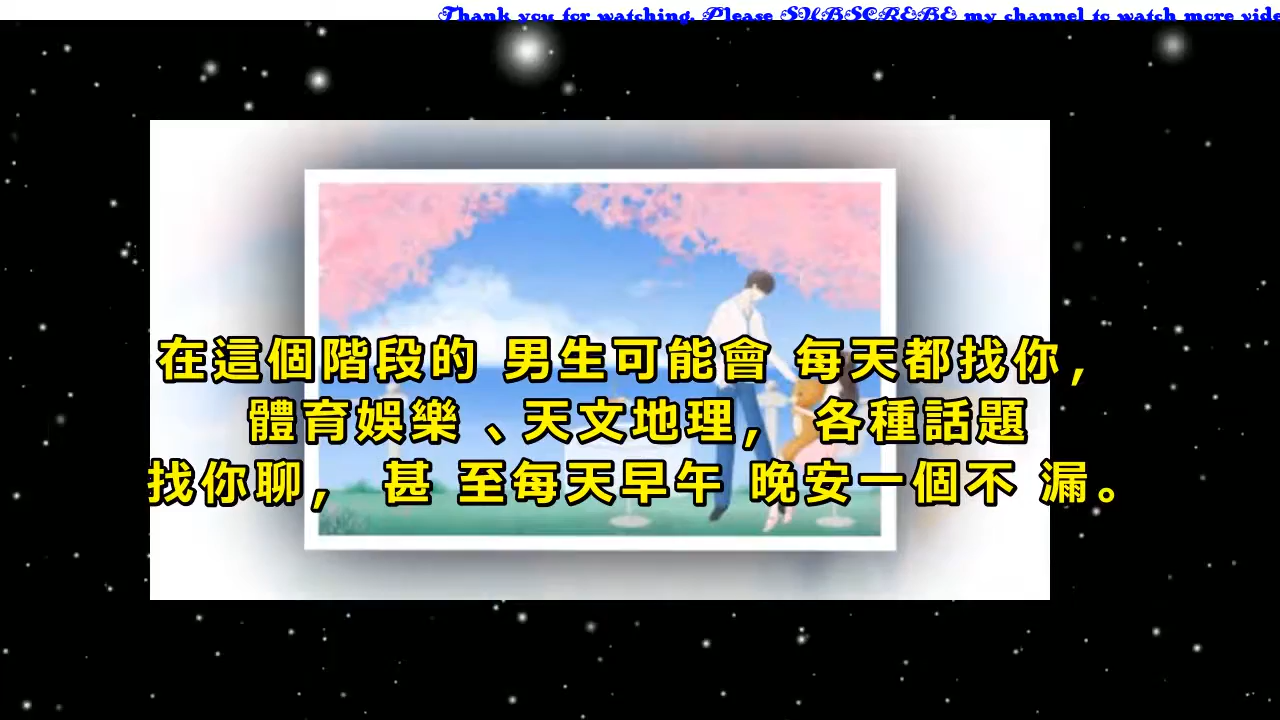 Thank you for watching. Please SUBSCRIBE my channel to watch more
在這個階段的 男生可能會 每天都找你，
體育娛樂 、天文地理， 各種話題
找你聊， 甚 至每天早午 晚安一個不 漏。